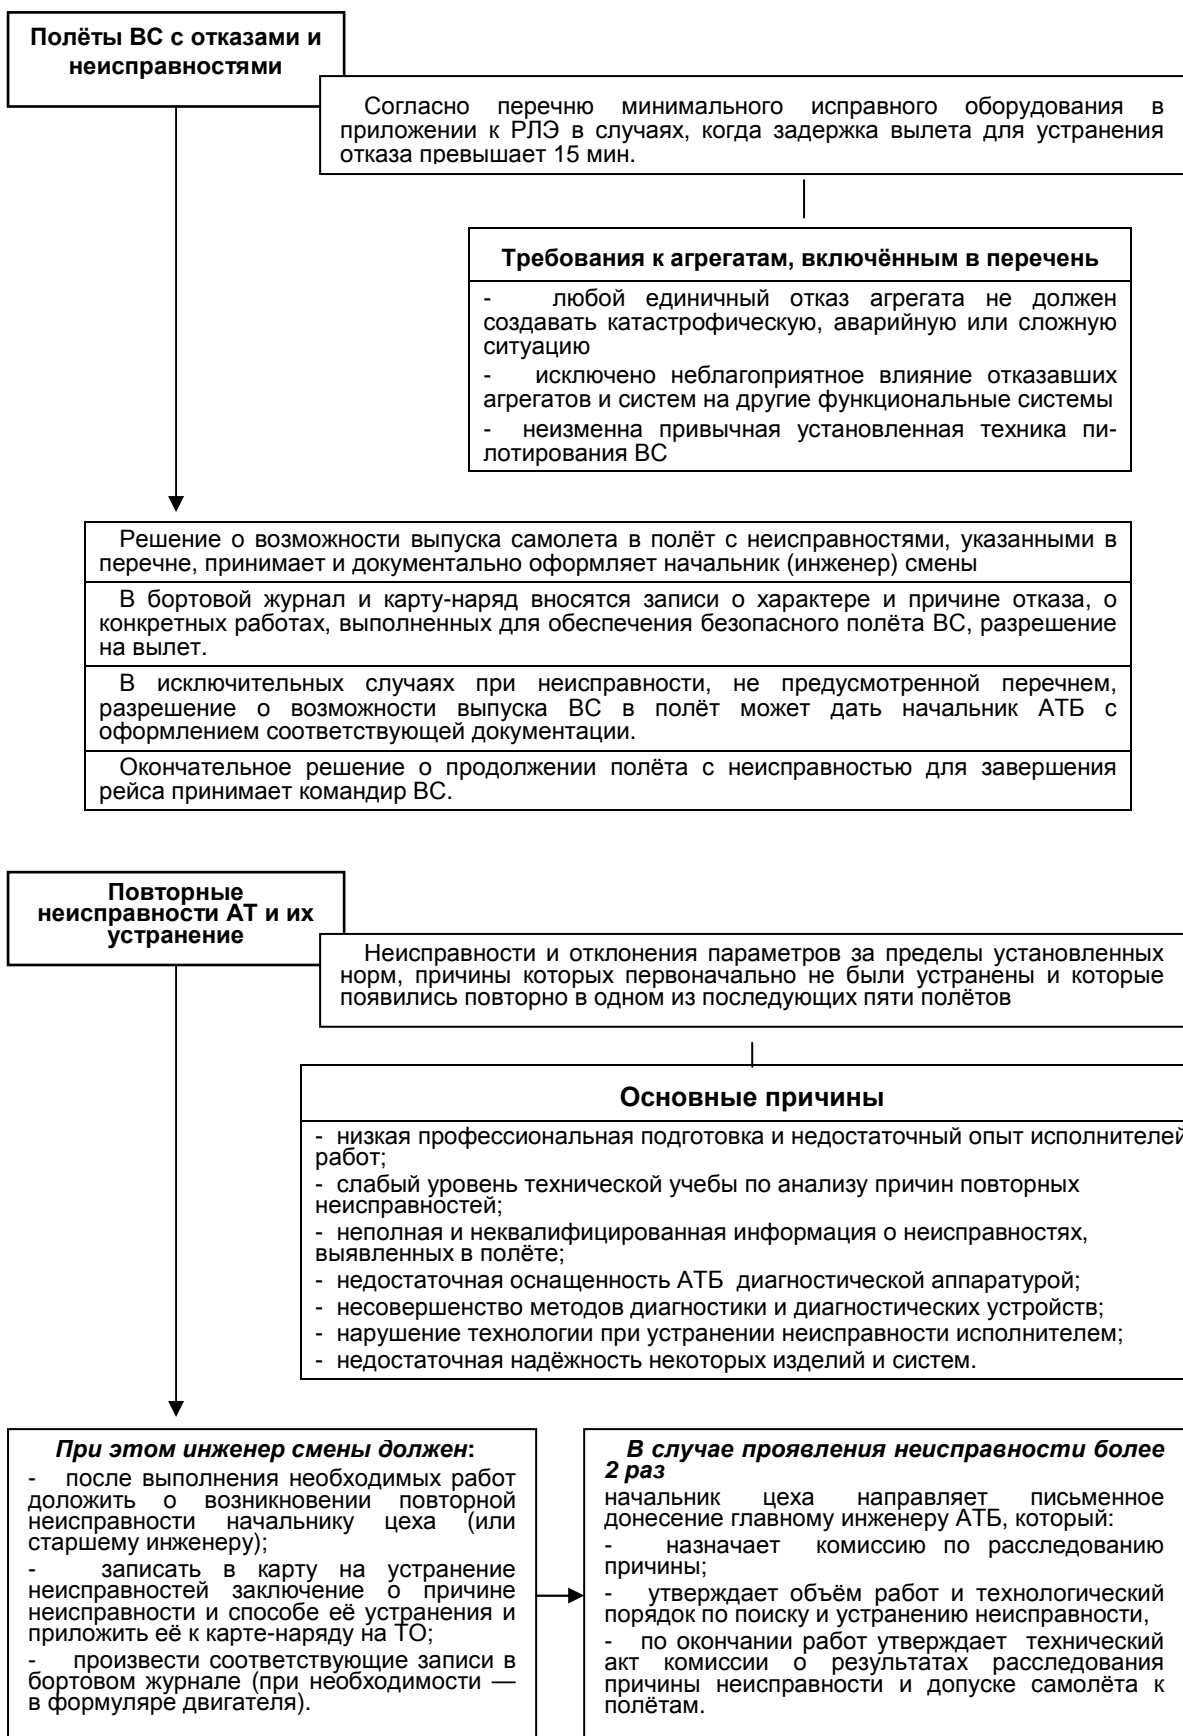 Полёты ВС с отказами и
неисправностями
Согласно перечню минимального исправного оборудования в
приложении к РЛЭ в случаях, когда задержка вылета для устранения
отказа превышает 15 мин.
Требования к агрегатам, включённым в перечень
- любой единичный отказ агрегата не должен
создавать катастрофическую, аварийную или сложную
ситуацию
- исключено неблагоприятное влияние отказавших
агрегатов и систем на другие функциональные системы
- неизменна привычная установленная техника пи-
лотирования ВС
Решение о возможности выпуска самолета в полёт с неисправностями, указанными в
перечне, принимает и документально оформляет начальник (инженер) смены
В бортовой журнал и карту-наряд вносятся записи о характере и причине отказа, о
конкретных работах, выполненных для обеспечения безопасного полёта ВС, разрешение
на вылет.
В исключительных случаях при неисправности, не предусмотренной перечнем,
разрешение о возможности выпуска ВС в полёт может дать начальник АТБ с
оформлением соответствующей документации.
Окончательное решение о продолжении полёта с неисправностью для завершения
рейса принимает командир ВС.
Повторные
неисправности АТ и их
устранение
Неисправности и отклонения параметров за пределы установленных
норм, причины которых первоначально не были устранены и которые
появились повторно в одном из последующих пяти полётов
Основные причины
- низкая профессиональная подготовка и недостаточный опыт исполнителей
работ;
- слабый уровень технической учебы по анализу причин повторных
неисправностей;
- неполная и неквалифицированная информация о неисправностях,
выявленных в полёте;
- недостаточная оснащенность АТБ диагностической аппаратурой;
- несовершенство методов диагностики и диагностических устройств;
- нарушение технологии при устранении неисправности исполнителем;
- недостаточная надёжность некоторых изделий и систем.
При этом инженер смены должен:
- после выполнения необходимых работ
доложить о возникновении повторной
неисправности начальнику цеха (или
старшему инженеру);
- записать в карту на устранение
неисправностей заключение о причине
неисправности и способе её устранения и
приложить её к карте-наряду на ТО;
- произвести соответствующие записи в
бортовом журнале (при необходимости —
в формуляре двигателя).
В случае проявления неисправности более
2 раз
начальник цеха направляет письменное
донесение главному инженеру АТБ, который:
- назначает комиссию по расследованию
причины;
- утверждает объём работ и технологический
порядок по поиску и устранению неисправности,
- по окончании работ утверждает технический
акт комиссии о результатах расследования
причины неисправности и допуске самолёта к
полётам.